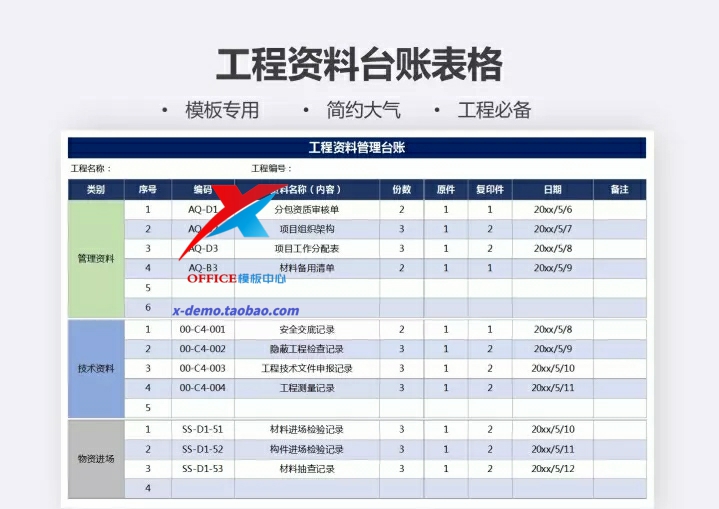 工程资料台账表格
• 模板专用 • 简约大气 • 工程必备
工程资料管理台账
工程名称： 工程编号：
类别 序号 编码 资料名称（内容） 份数 原件 复印件 日期 备注
管理资料
1 AQ-D1 分包资质审核单 2 1 1 20xx/5/6
2 项目组织架构 3 1 2 20xx/5/7
3 AQ-D3 项目工作分配表 3 1 2 20xx/5/8
4 AQ-B3 材料备用清单 2 1 1 20xx/5/9
5
6
OFFICE模板中心
x-demo.taobao.com
技术资料
1 00-C4-001 安全交底记录 2 1 1 20xx/5/8
2 00-C4-002 隐蔽工程检查记录 3 1 2 20xx/5/9
3 00-C4-003 工程技术文件申报记录 3 1 2 20xx/5/10
4 00-C4-004 工程测量记录 3 1 2 20xx/5/11
5
物资进场
1 SS-D1-51 材料进场检验记录 3 1 2 20xx/5/10
2 SS-D1-52 构件进场检验记录 3 1 2 20xx/5/11
3 SS-D1-53 材料抽查记录 3 1 2 20xx/5/12
4